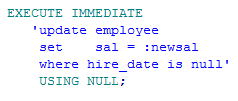 EXECUTE IMMEDIATE
'update employee
set    sal = :newsal
where hire_date is null'
USING NULL;